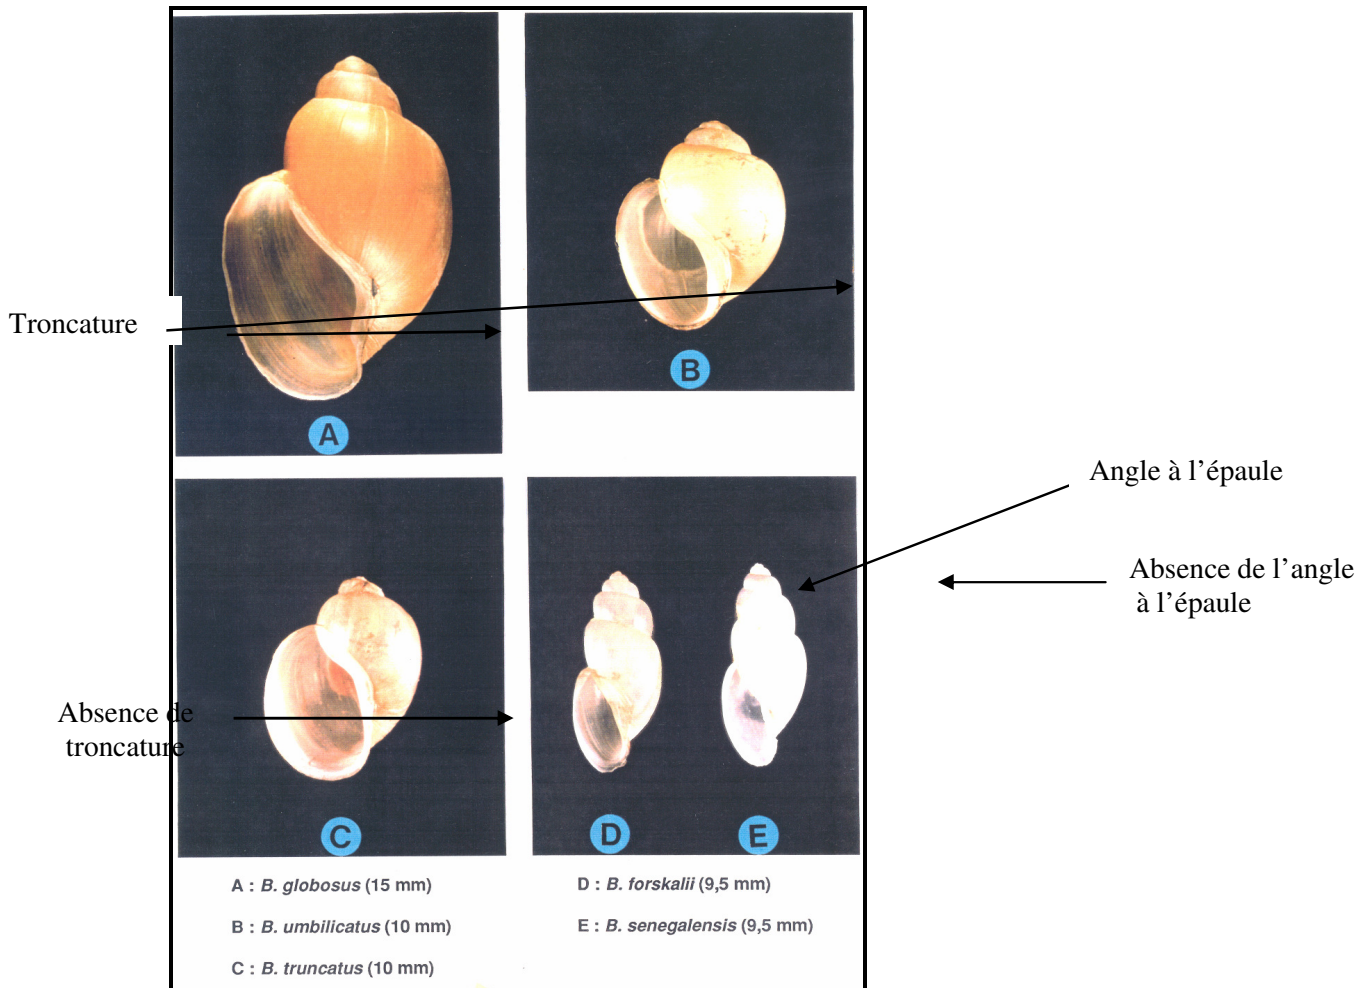 Troncature
A
B
Angle à l’épaule
Absence de l’angle
à l’épaule
Absence de
troncature
C
D
E
A : B. globosus (15 mm)
B : B. umbilicatus (10 mm)
C : B. truncatus (10 mm)
D : B. forskalii (9,5 mm)
E : B. senegalensis (9,5 mm)